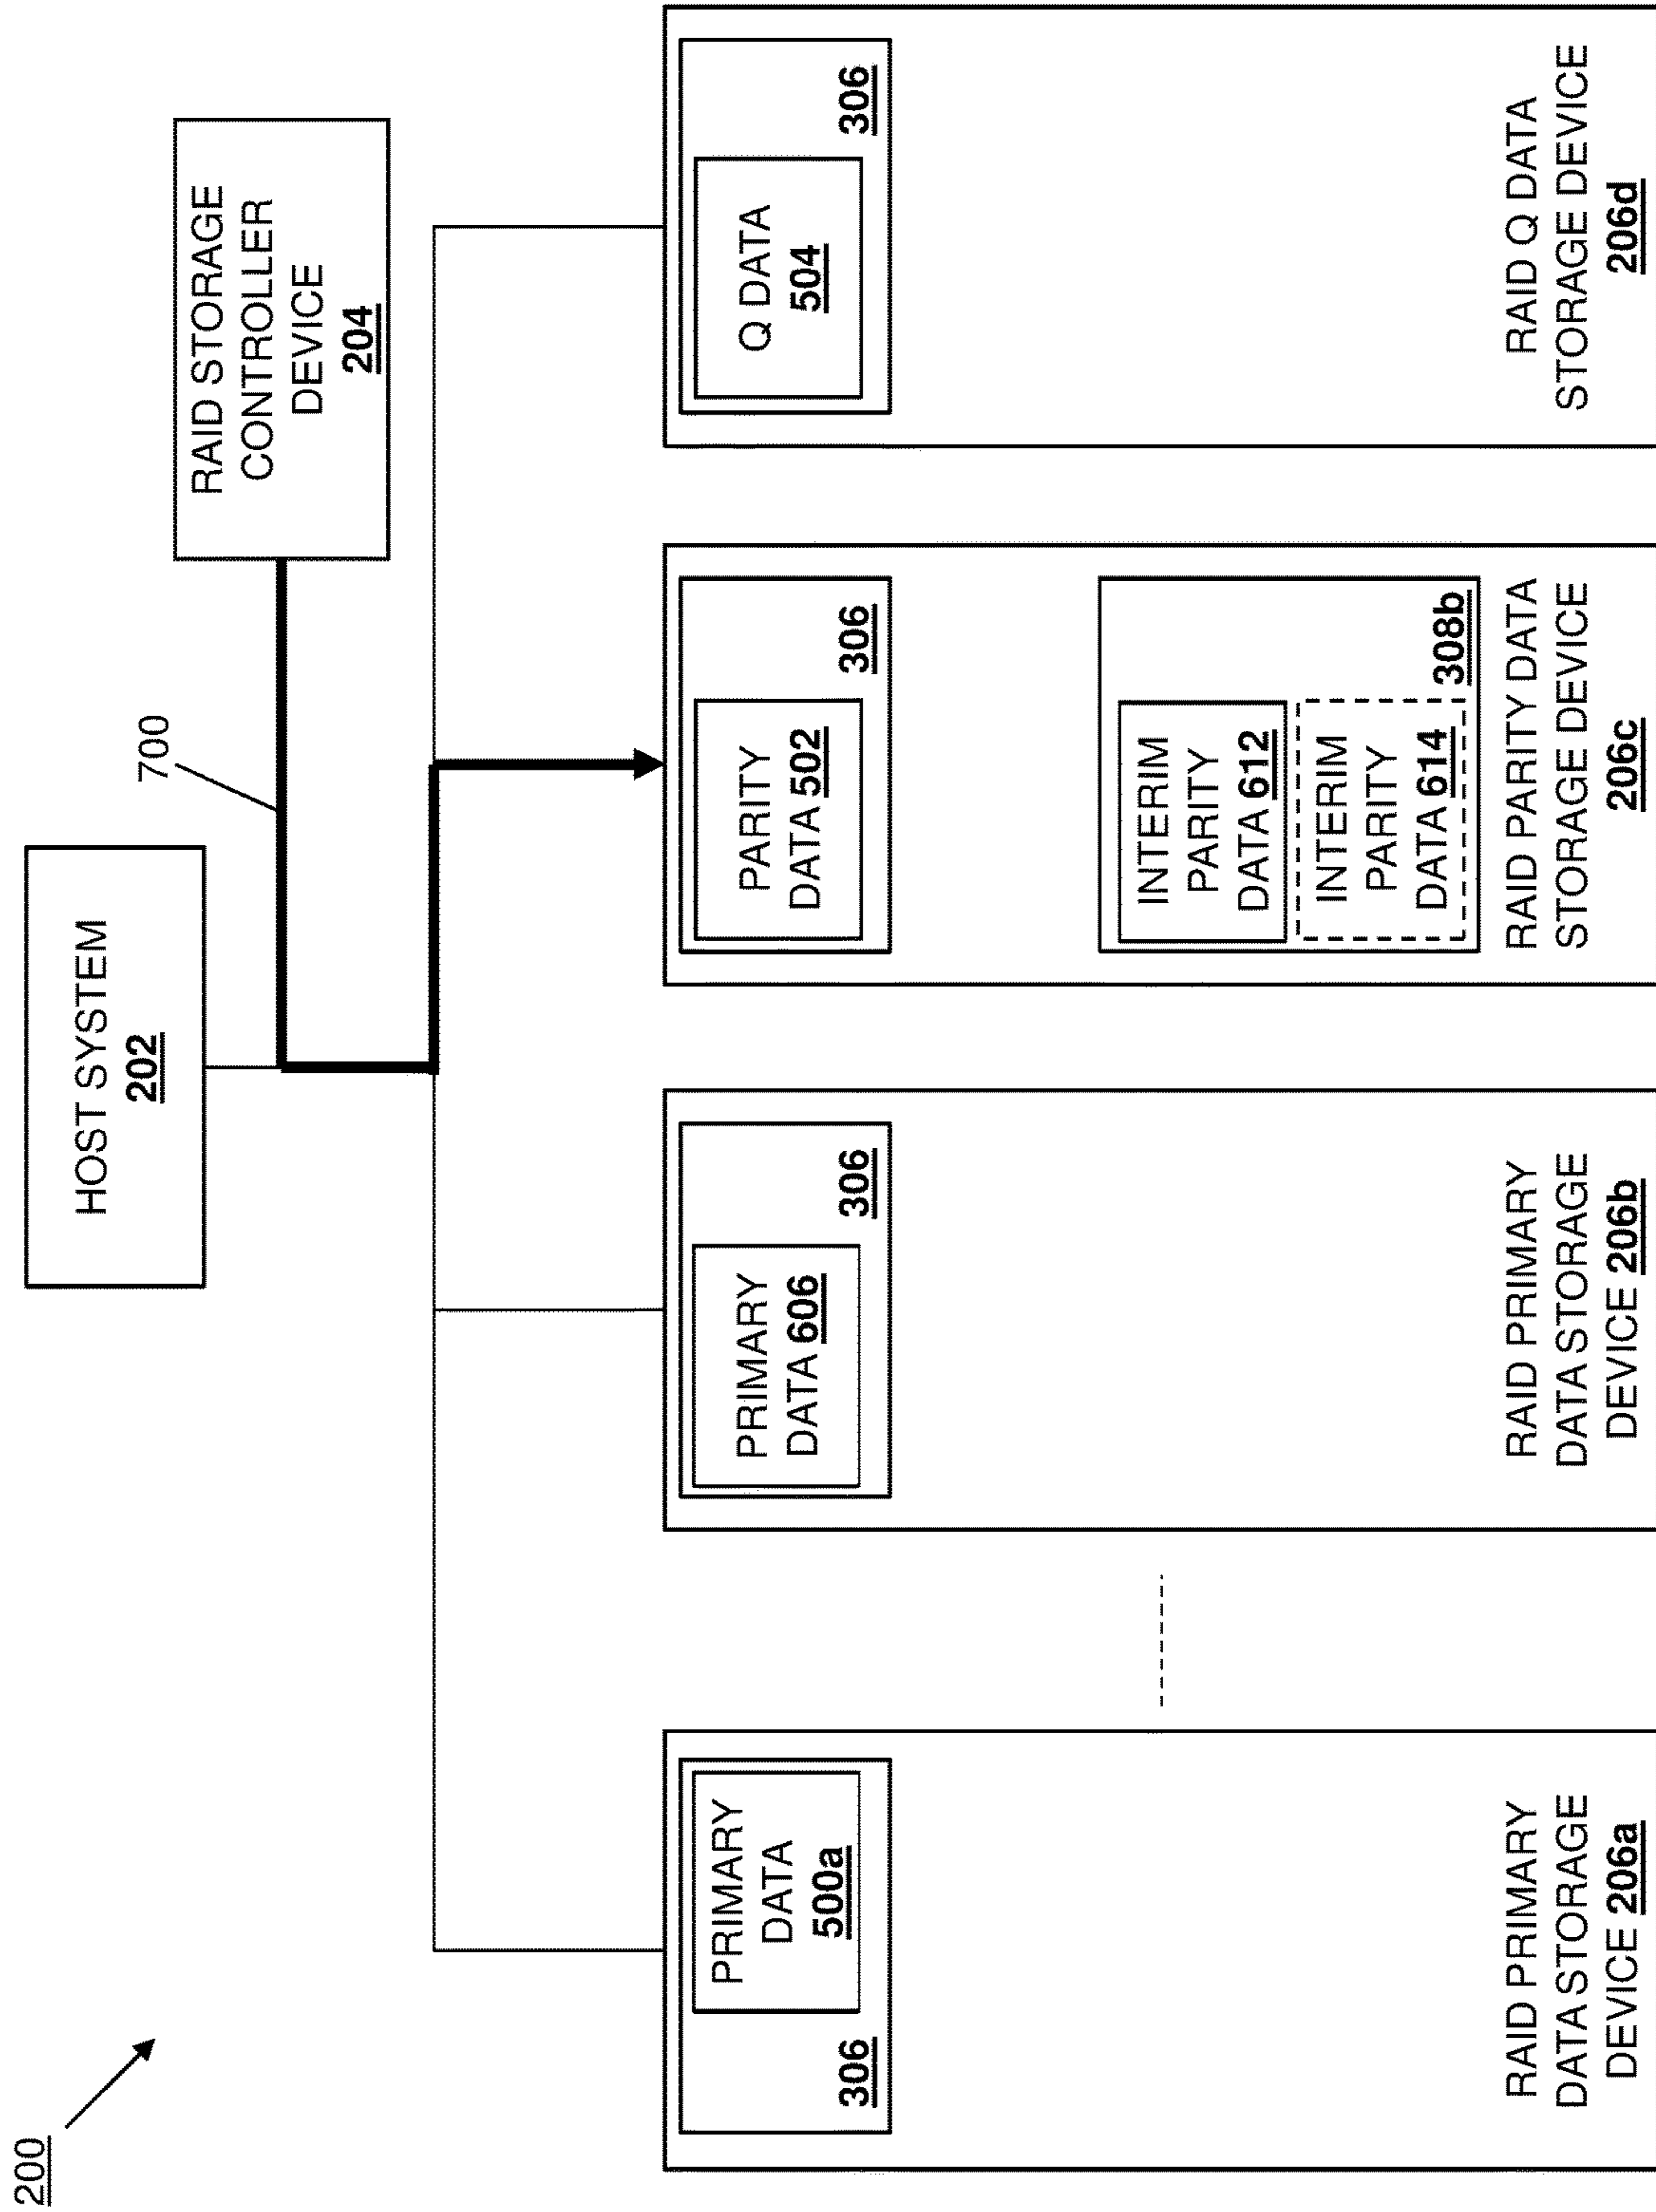 200
HOST SYSTEM
202
700
RAID STORAGE
CONTROLLER
DEVICE
204
PRIMARY
DATA
500a
306
RAID PRIMARY
DATA STORAGE
DEVICE 206a
PRIMARY
DATA 606
306
RAID PRIMARY
DATA STORAGE
DEVICE 206b
PARITY
DATA 502
306
INTERIM
PARITY
DATA 612
INTERIM
PARITY
DATA 614
308b
RAID PARITY DATA
STORAGE DEVICE
206c
Q DATA
504
306
RAID Q DATA
STORAGE DEVICE
206d